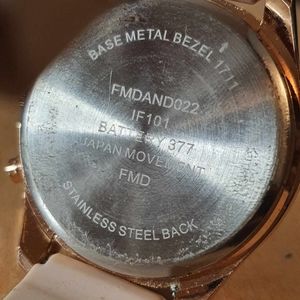 BASE METAL BEZEL 1711
FMDAND022
IF101
BATTERY 377
JAPAN MOVEMENT
FMD
STAINLESS STEEL BACK